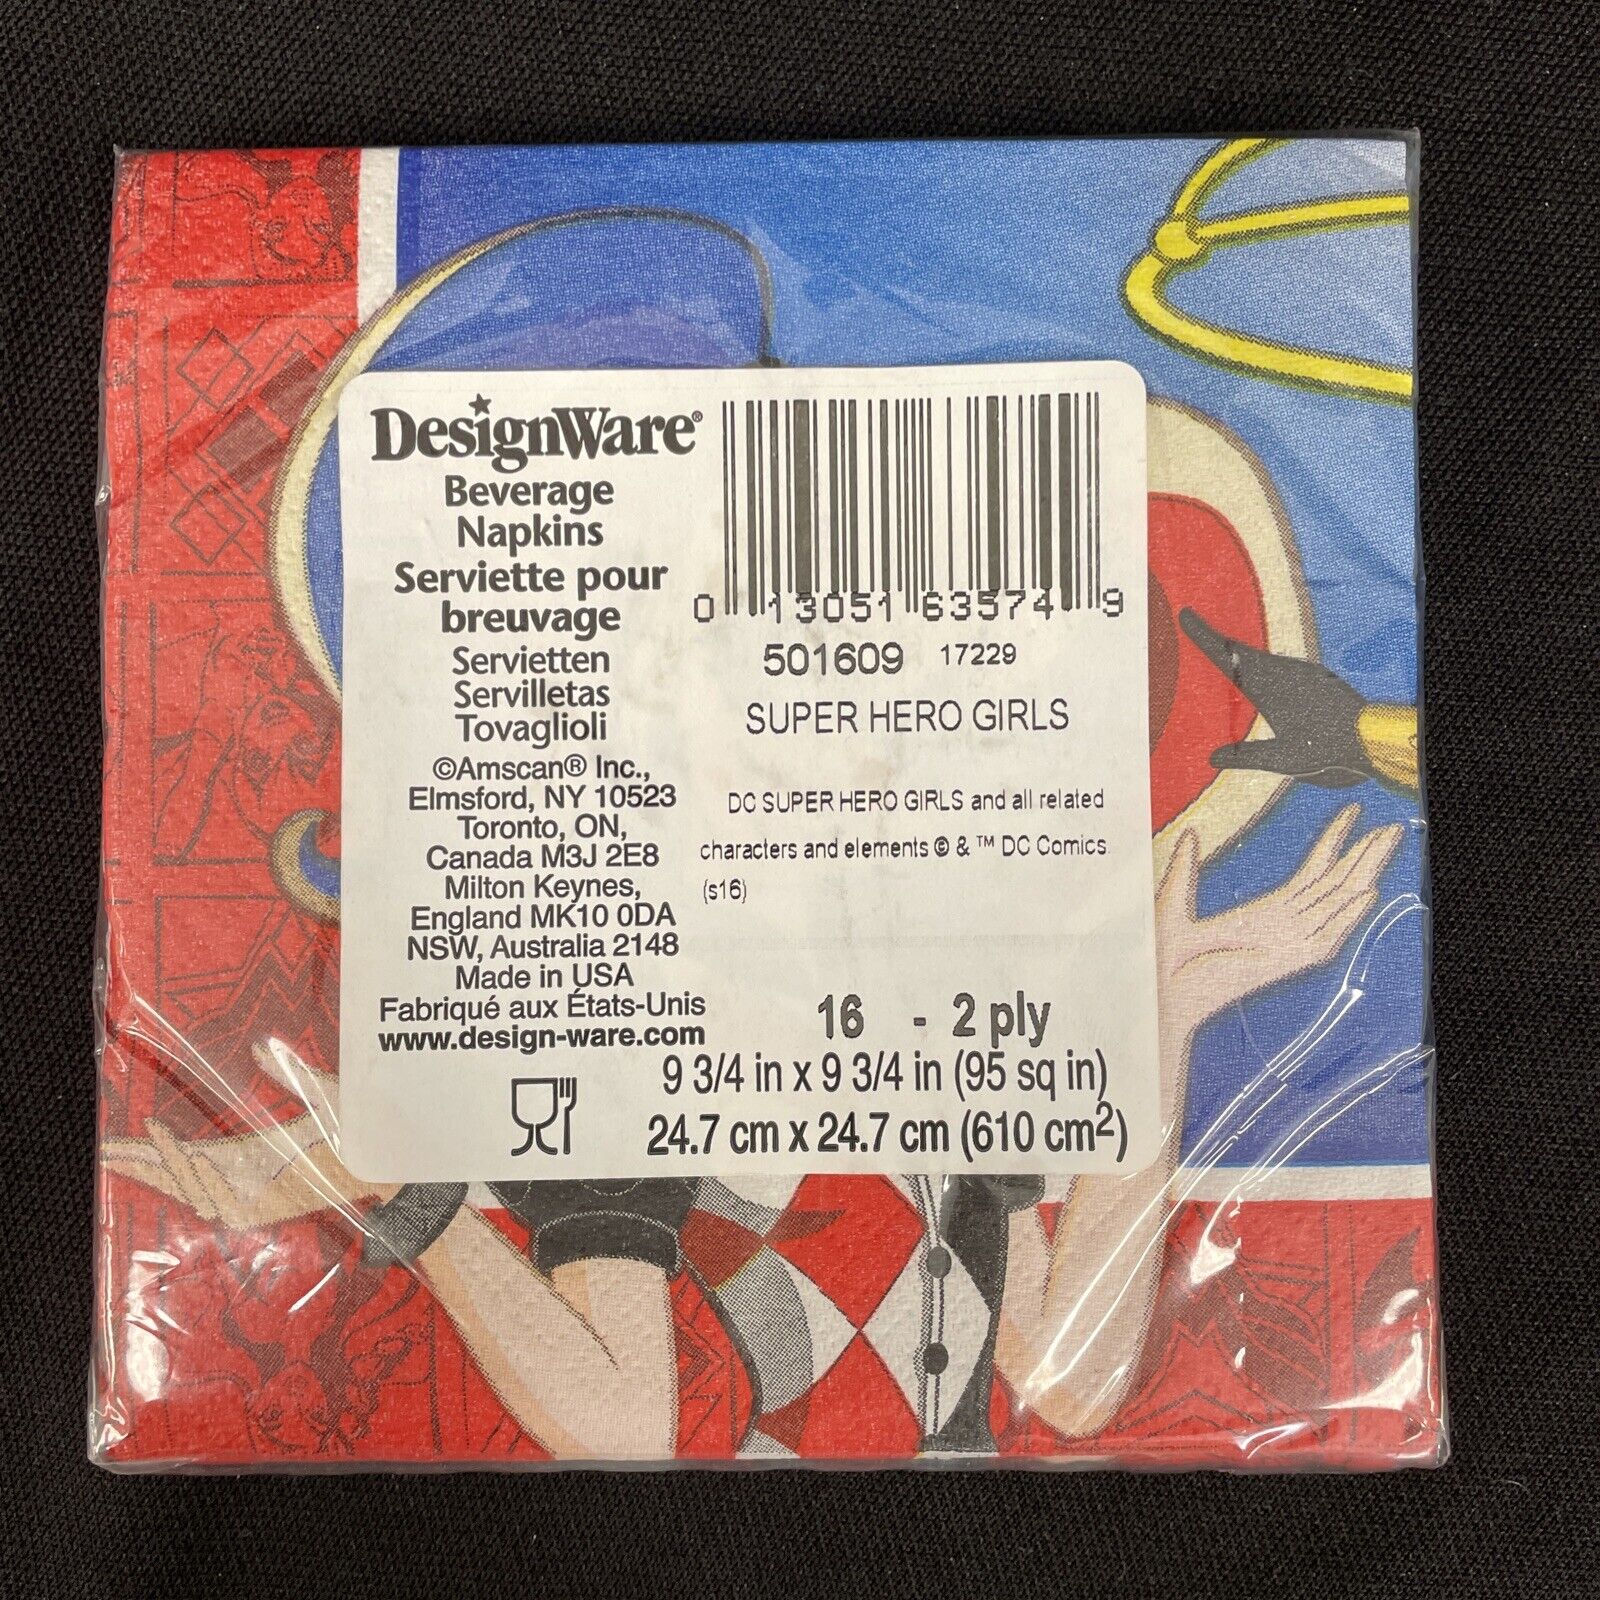 DesignWare®
Beverage
Napkins
Serviette pour
breuvage
Servietten
Servilletas
Tovaglioli
©Amscan® Inc.,
Elmsford, NY 10523
Toronto, ON,
Canada M3J 2E8
Milton Keynes,
England MK10 0DA
NSW, Australia 2148
Made in USA
Fabriqué aux États-Unis
www.design-ware.com
0 13051 63574 9
501609 17229
SUPER HERO GIRLS
DC SUPER HERO GIRLS and all related
characters and elements © & ™ DC Comics.
(s16)
16 - 2 ply
9 3/4 in x 9 3/4 in (95 sq in)
24.7 cm x 24.7 cm (610 cm²)